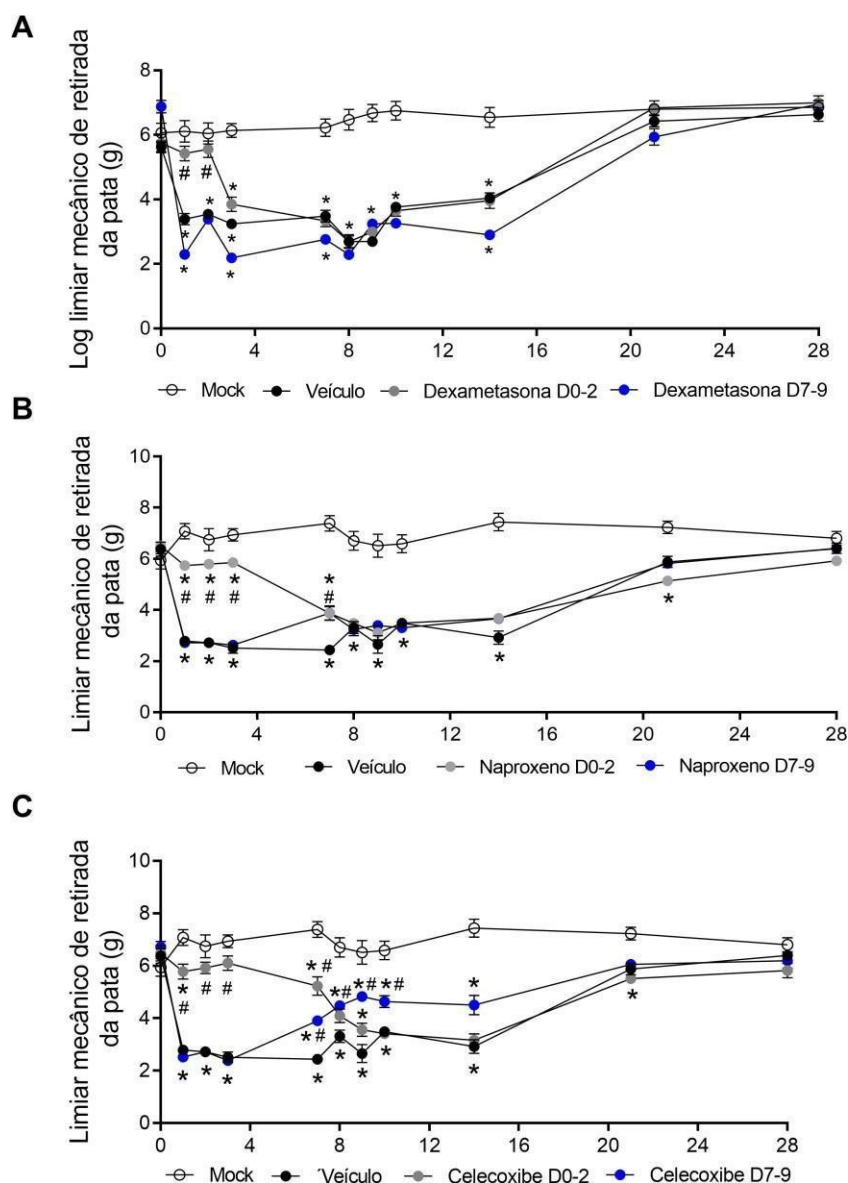 A
Log limiar mecânico de retirada
da pata (g)
8
6
4
2
0
# #
* * * * * * *
* * * * * *
0 4 8 12 16 20 24 28
Mock Veículo Dexametasona D0-2 Dexametasona D7-9
B
Limiar mecânico de retirada
da pata (g)
10
8
6
4
2
0
* * * *
# # # #
* * * * * * * * *
0 4 8 12 16 20 24 28
Mock Veículo Naproxeno D0-2 Naproxeno D7-9
C
Limiar mecânico de retirada
da pata (g)
10
8
6
4
2
0
*# *# *# *
* # # *# * *
# *# * * *
* * * * *
0 4 8 12 16 20 24 28
Mock ´Veículo Celecoxibe D0-2 Celecoxibe D7-9